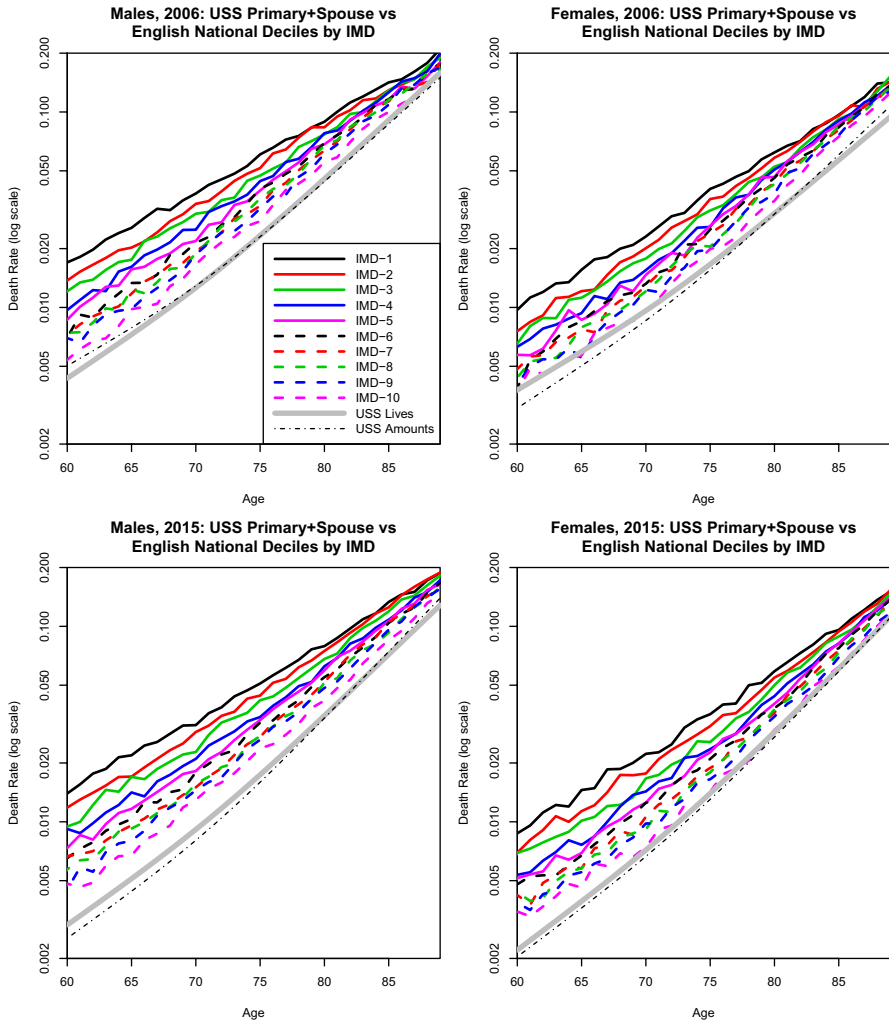 Males, 2006: USS Primary+Spouse vs
English National Deciles by IMD
Death Rate (log scale)
0.200
0.100
0.050
0.020
0.010
0.005
0.002
IMD−1
IMD−2
IMD−3
IMD−4
IMD−5
IMD−6
IMD−7
IMD−8
IMD−9
IMD−10
USS Lives
USS Amounts
60 65 70 75 80 85
Age
Females, 2006: USS Primary+Spouse vs
English National Deciles by IMD
Death Rate (log scale)
0.200
0.100
0.050
0.020
0.010
0.005
0.002
60 65 70 75 80 85
Age
Males, 2015: USS Primary+Spouse vs
English National Deciles by IMD
Death Rate (log scale)
0.200
0.100
0.050
0.020
0.010
0.005
0.002
60 65 70 75 80 85
Age
Females, 2015: USS Primary+Spouse vs
English National Deciles by IMD
Death Rate (log scale)
0.200
0.100
0.050
0.020
0.010
0.005
0.002
60 65 70 75 80 85
Age